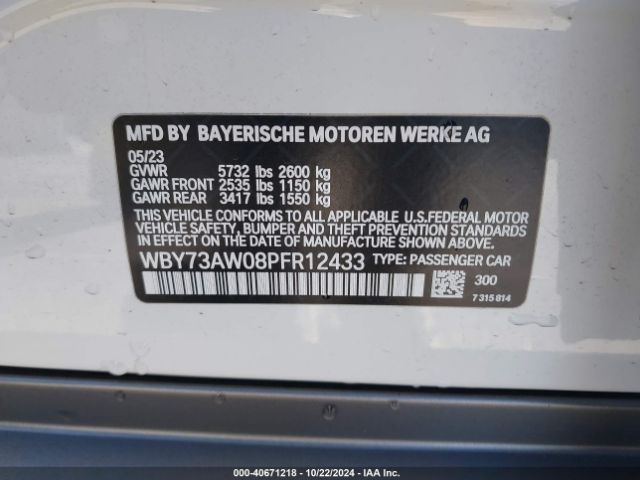 MFD BY BAYERISCHE MOTOREN WERKE AG
05/23
GVWR 5732 lbs 2600 kg
GAWR FRONT 2535 lbs 1150 kg
GAWR REAR 3417 lbs 1550 kg
THIS VEHICLE CONFORMS TO ALL APPLICABLE U.S.FEDERAL MOTOR
VEHICLE SAFETY, BUMPER, AND THEFT PREVENTION STANDARDS
IN EFFECT ON THE DATE OF MANUFACTURE SHOWN ABOVE.
WBY73AW08PFR12433 TYPE: PASSENGER CAR
300
7 315 814
000-40671218 - 10/22/2024 - IAA Inc.